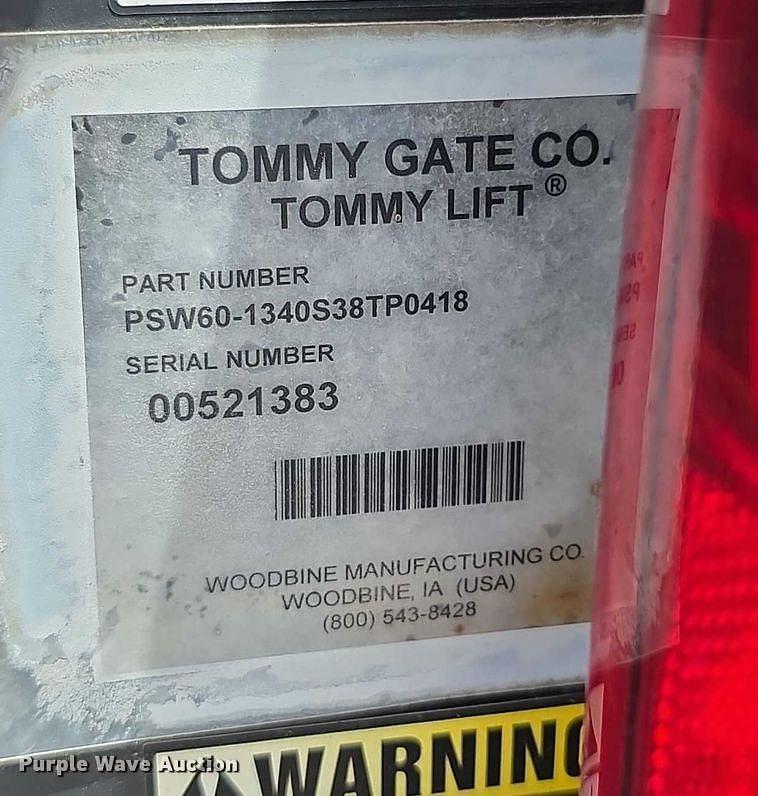 TOMMY GATE CO.
TOMMY LIFT®
PART NUMBER
PSW60-1340S38TP0418
SERIAL NUMBER
00521383
WOODBINE MANUFACTURING CO.
WOODBINE, IA (USA)
(800) 543-8428
WARNING
Purple Wave Auction